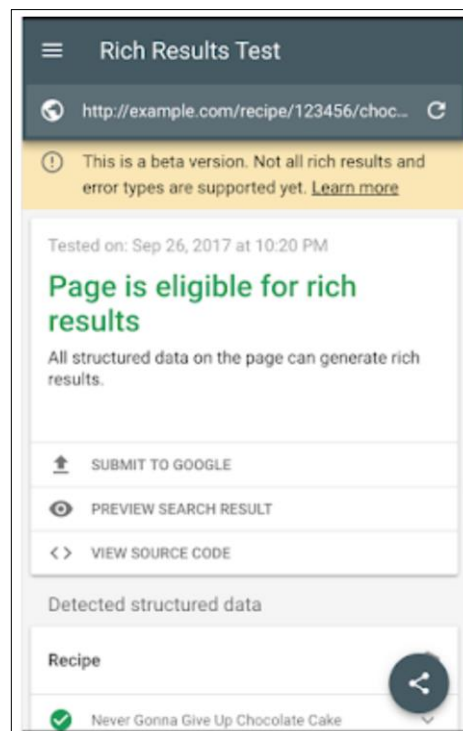 Rich Results Test
http://example.com/recipe/123456/choc...
This is a beta version. Not all rich results and
error types are supported yet. Learn more
Tested on: Sep 26, 2017 at 10:20 PM
Page is eligible for rich
results
All structured data on the page can generate rich
results.
SUBMIT TO GOOGLE
PREVIEW SEARCH RESULT
<> VIEW SOURCE CODE
Detected structured data
Recipe
Never Gonna Give Up Chocolate Cake